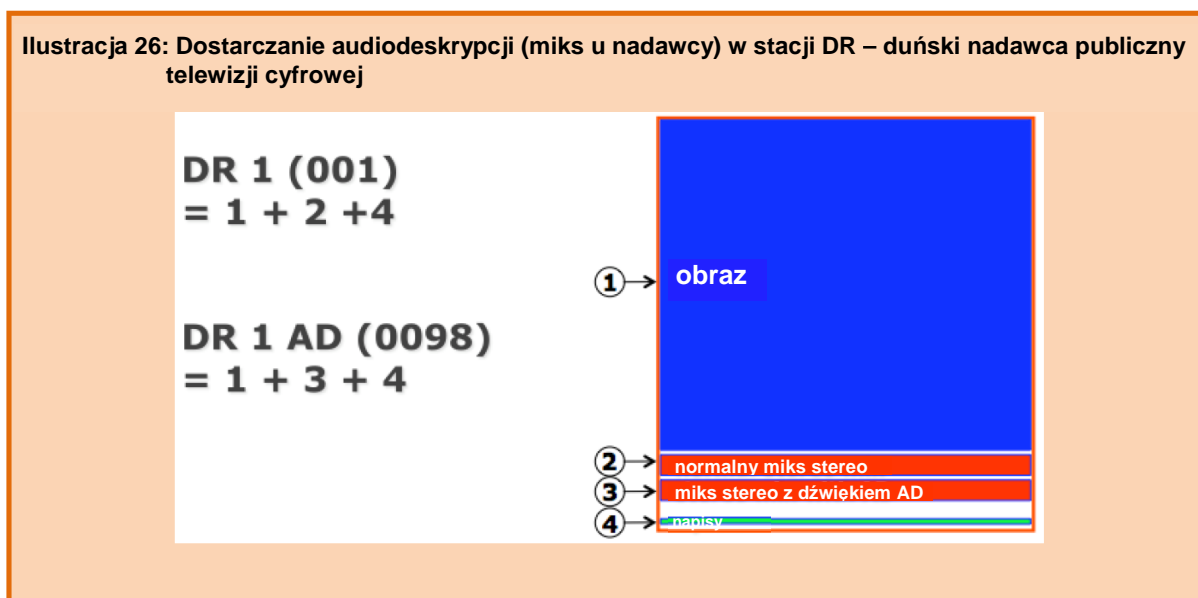 Ilustracja 26: Dostarczanie audiodeskrypcji (miks u nadawcy) w stacji DR – duński nadawca publiczny
telewizji cyfrowej
DR 1 (001)
= 1 + 2 +4
DR 1 AD (0098)
= 1 + 3 + 4
1 obraz
2 normalny miks stereo
3 miks stereo z dźwiękiem AD
4 napisy